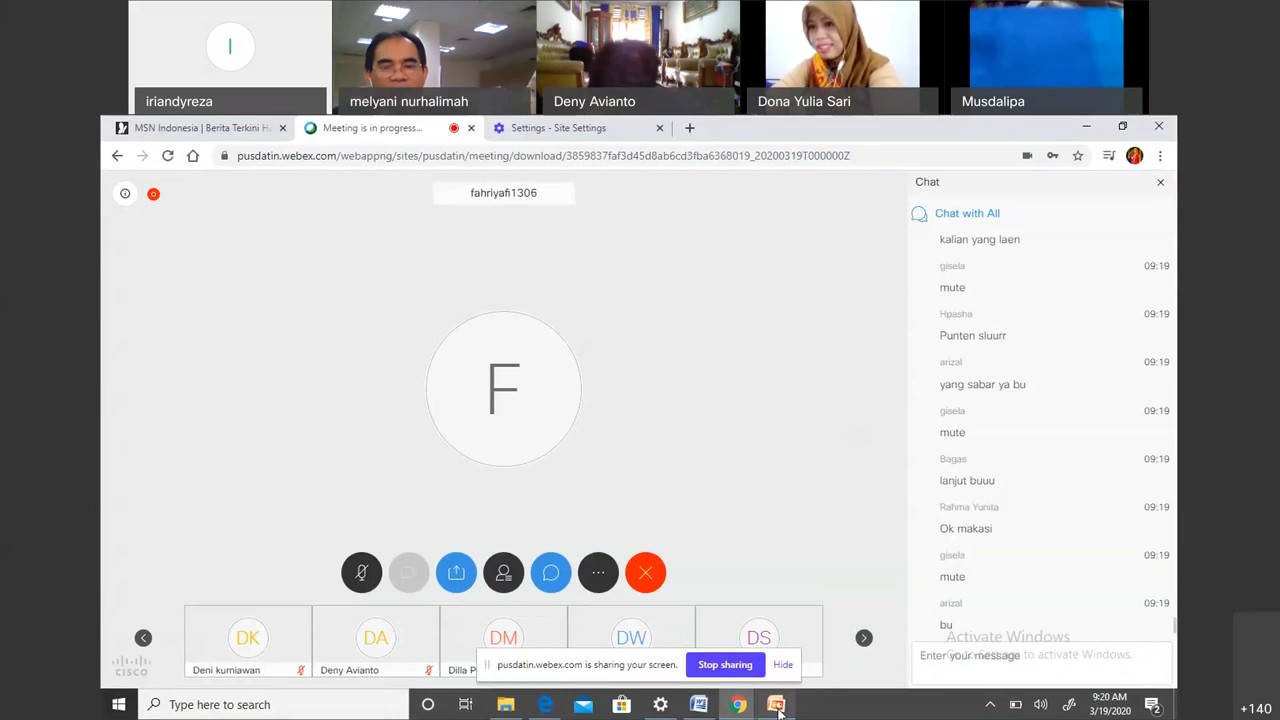 I
iriandyreza
melyani nurhalimah
Deny Avianto
Dona Yulia Sari
Musdalipa
MSN Indonesia | Berita Terkini H
Meeting is in progress...
Settings - Site Settings
pusdatin.webex.com/webappng/sites/pusdatin/meeting/download/3859837faf3d45d8ab6cd3fba6368019_20200319T000000Z
fahriyafi1306
F
Chat
Chat with All
kalian yang laen
gisela 09:19
mute
Hpasha 09:19
Punten sluurr
arizal 09:19
yang sabar ya bu
gisela 09:19
mute
Bagas 09:19
lanjut buuu
Rahma Yunita 09:19
Ok makasi
gisela 09:19
mute
arizal 09:19
bu
Activate Windows
Enter your message
to activate Windows.
DK
Deni kurniawan
DA
Deny Avianto
DM
Dilla P
DW
DS
CISCO
pusdatin.webex.com is sharing your screen.
Stop sharing
Hide
Type here to search
9:20 AM
3/19/2020
2
+140